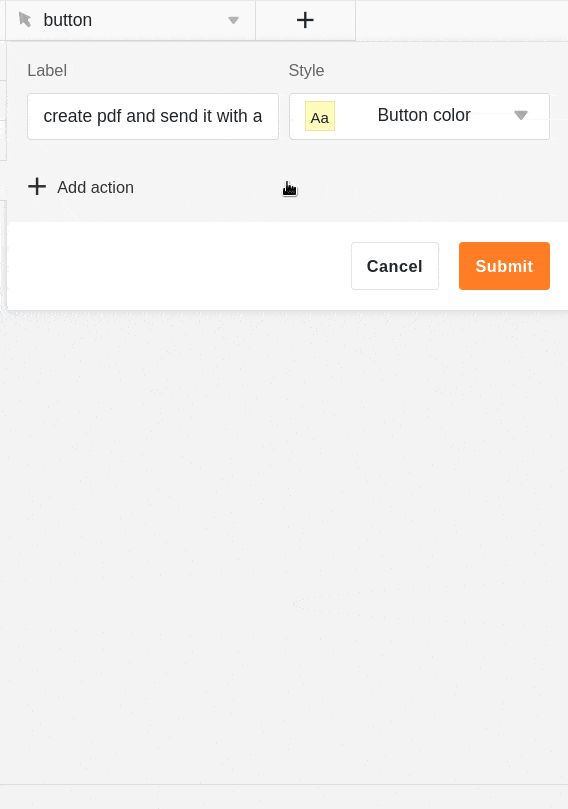 button
Label
Style
create pdf and send it with a
Aa
Button color
Add action
Cancel
Submit